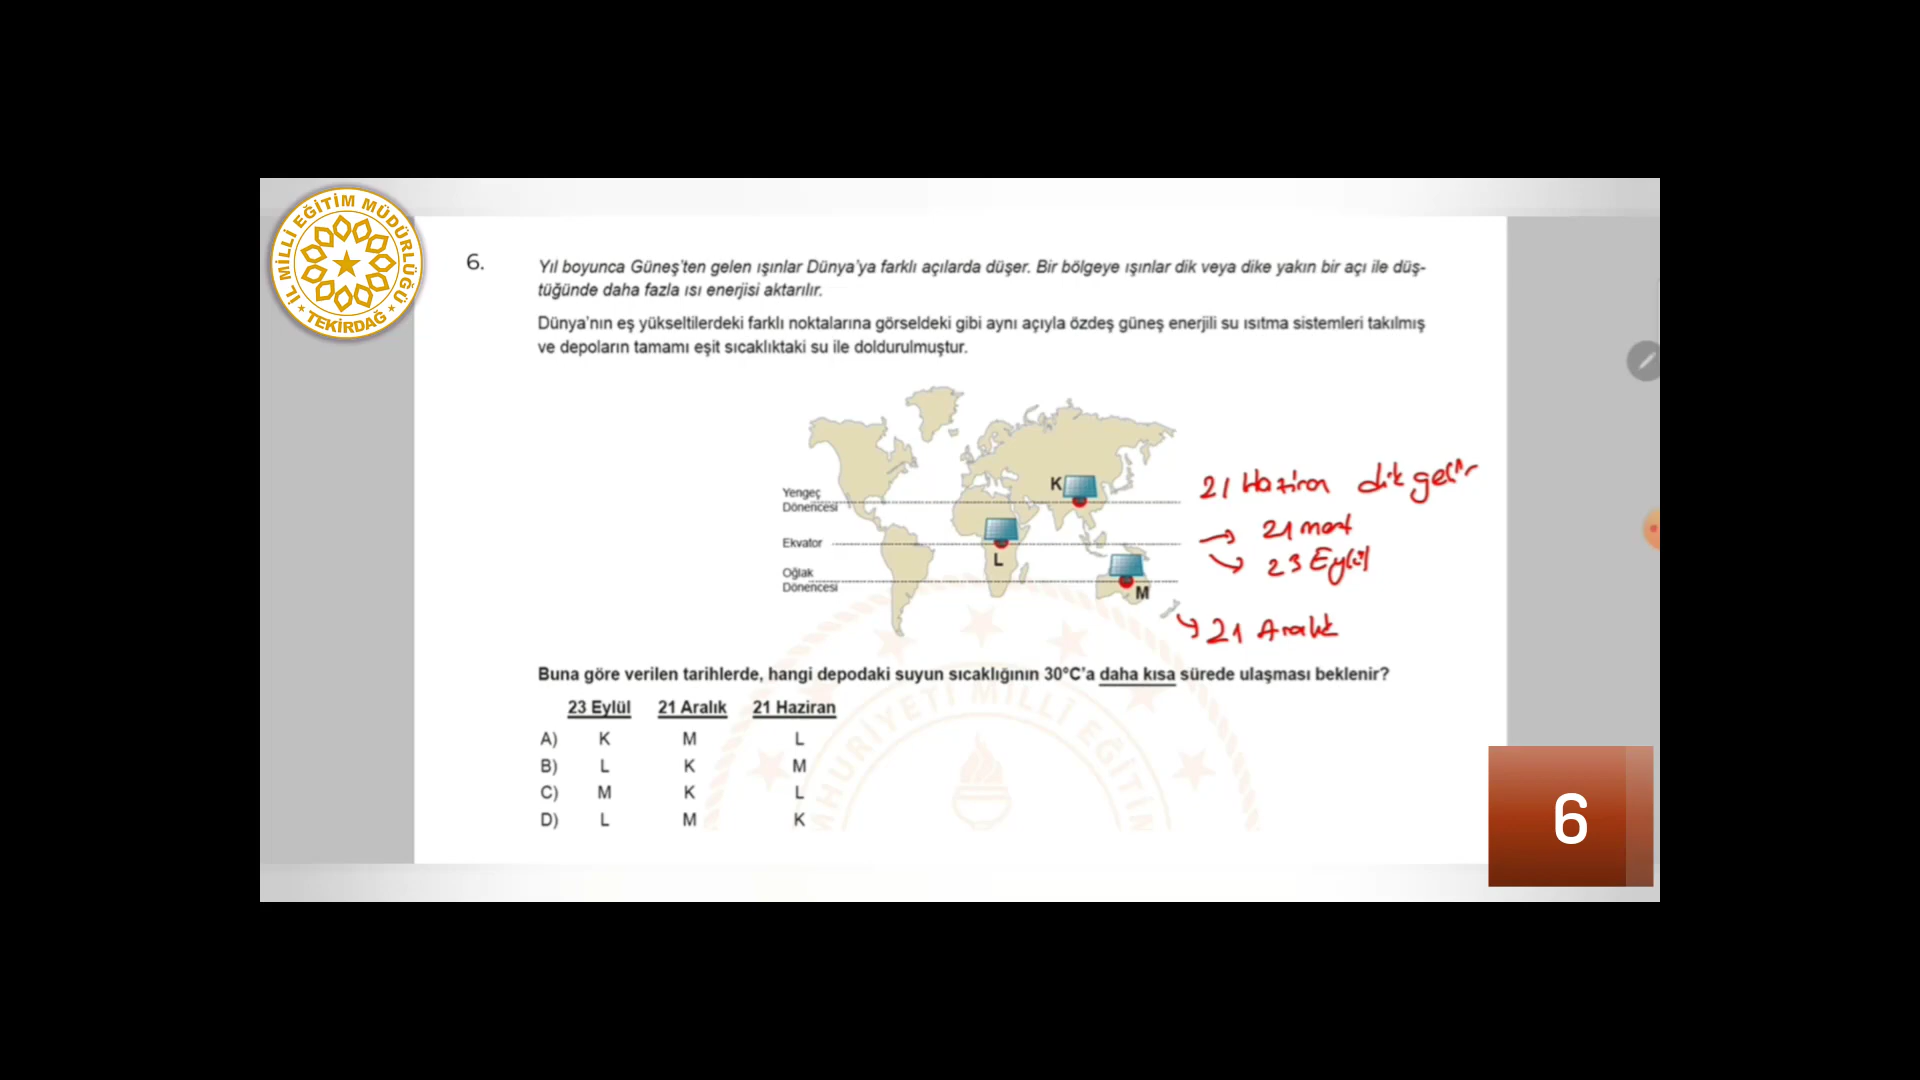 İL MİLLİ EĞİTİM MÜDÜRLÜĞÜ
TEKİRDAĞ
6.
Yıl boyunca Güneş’ten gelen ışınlar Dünya’ya farklı açılarda düşer. Bir bölgeye ışınlar dik veya dike yakın bir açı ile düş-
tüğünde daha fazla ısı enerjisi aktarılır.
Dünya’nın eş yükseltilerdeki farklı noktalarına görseldeki gibi aynı açıyla özdeş güneş enerjili su ısıtma sistemleri takılmış
ve depoların tamamı eşit sıcaklıktaki su ile doldurulmuştur.
K
Yengeç
Dönencesi
21 Haziran dik gelir
21 mart
Ekvator
L
23 Eylül
Oğlak
Dönencesi
M
21 Aralık
Buna göre verilen tarihlerde, hangi depodaki suyun sıcaklığının 30°C’a daha kısa sürede ulaşması beklenir?
23 Eylül 21 Aralık 21 Haziran
A) K M L
B) L K M
C) M K L
D) L M K
6